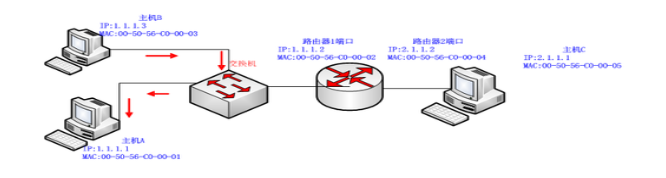 主机B
IP:1.1.1.3
MAC:00-50-56-C0-00-03
交换机
路由器1端口
IP:1.1.1.2
MAC:00-50-56-C0-00-02
路由器2端口
IP:2.1.1.2
MAC:00-50-56-C0-00-04
主机C
IP:2.1.1.1
MAC:00-50-56-C0-00-05
主机A
IP:1.1.1.1
MAC:00-50-56-C0-00-01